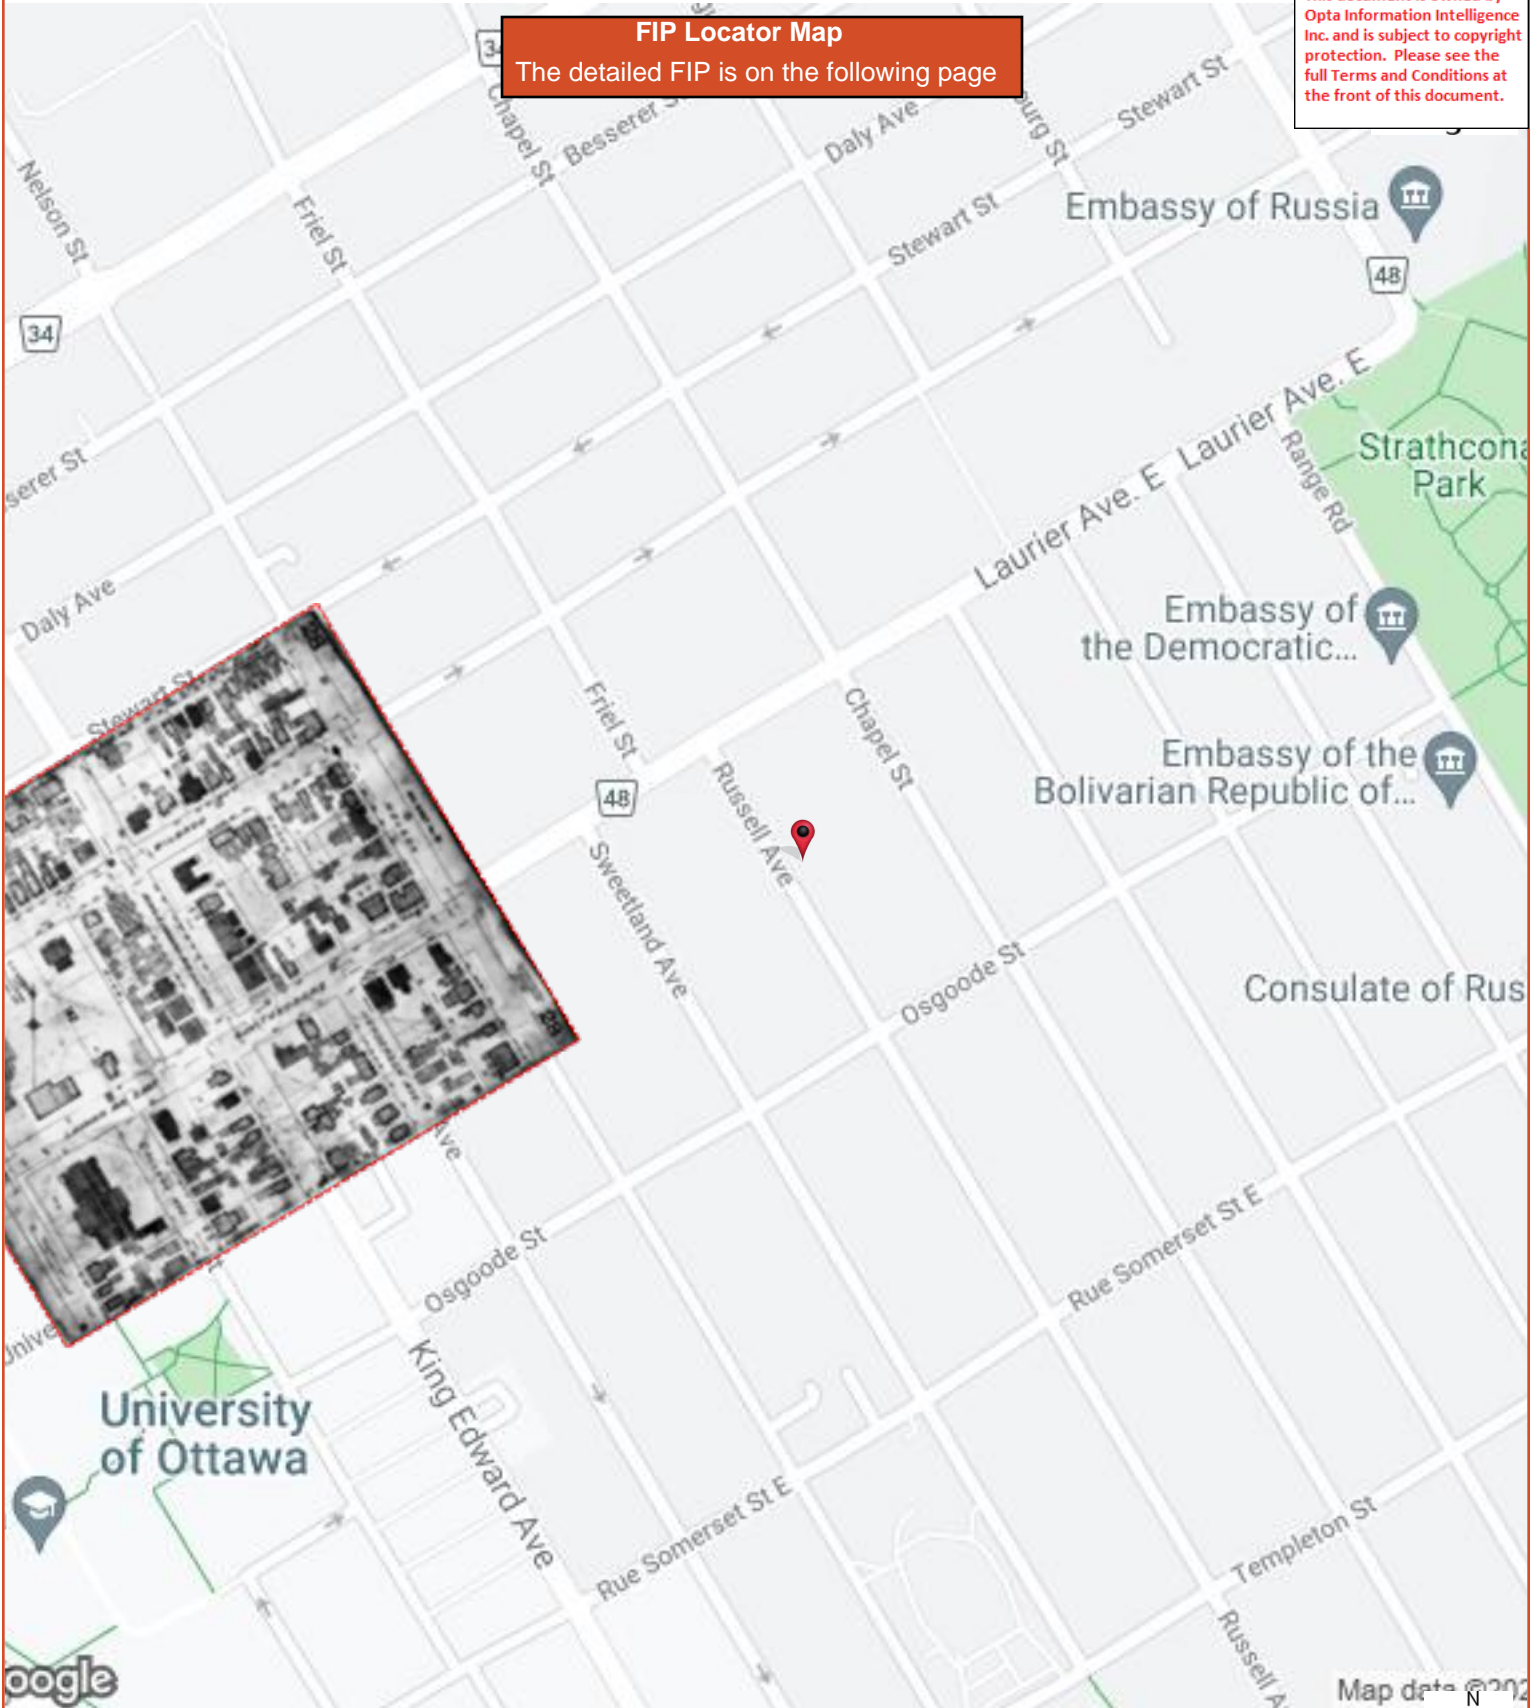 FIP Locator Map
The detailed FIP is on the following page
Opta Information Intelligence
Inc. and is subject to copyright
protection. Please see the
full Terms and Conditions at
the front of this document.
Chapel St
Besserer
Daly Ave
Stewart St
Nelson St
Friel St
Stewart St
Embassy of Russia
48
34
Laurier Ave. E
Laurier Ave. E
Range Rd
Strathcona
Park
Daly Ave
Embassy of
the Democratic...
Stewart St
Friel St
Chapel St
Embassy of the
Bolivarian Republic of...
48
Russell Ave
Sweetland Ave
Osgoode St
Consulate of Rus
Ave
Osgoode St
Rue Somerset St E
King Edward Ave
University
of Ottawa
Rue Somerset St E
Templeton St
Russell A
oogle
Map data ©202
N